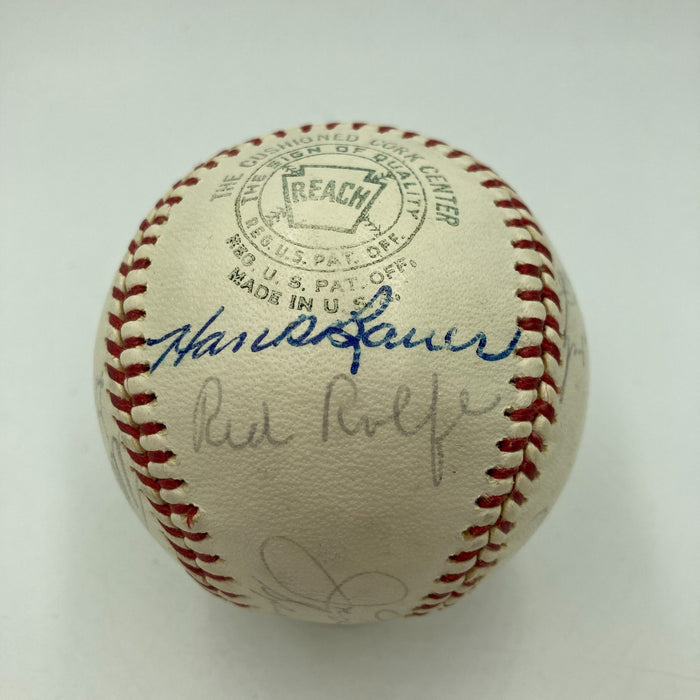 THE CUSHIONED CORK CENTER
THE SIGN OF QUALITY
REACH
REG. U.S. PAT. OFF.
REG. U. S. PAT. OFF.
MADE IN U. S. A.
Hank Bauer
Red Rolfe